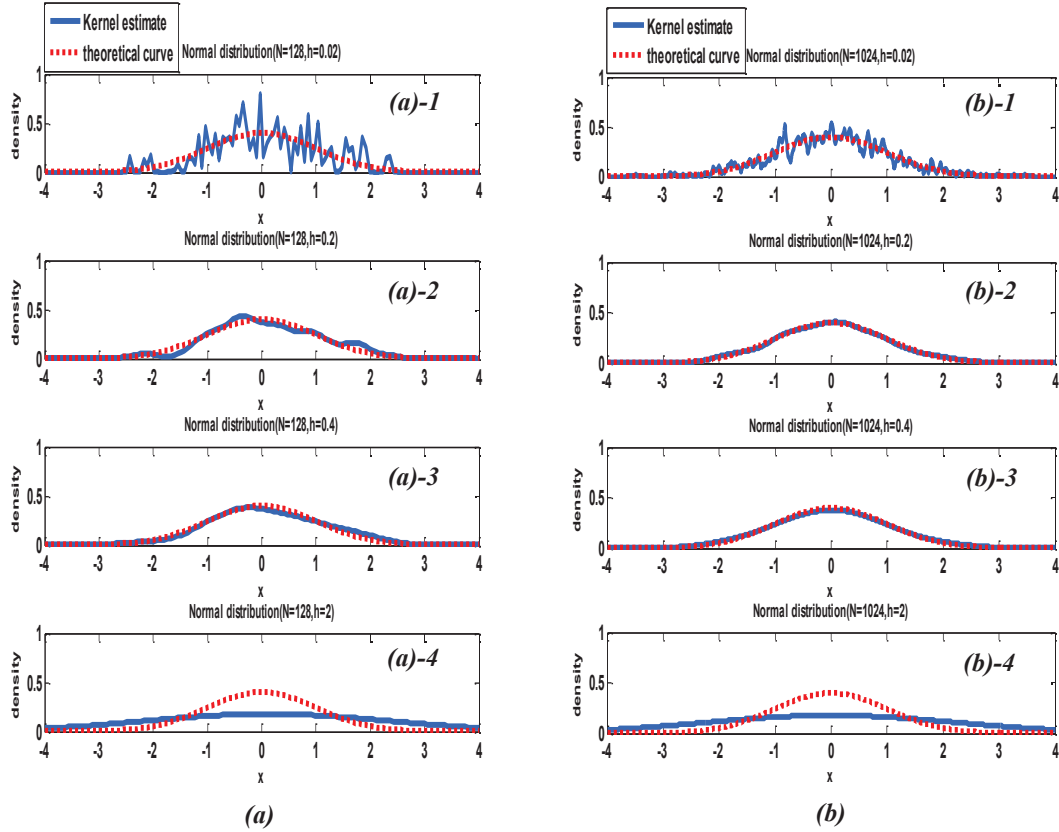 Kernel estimate
theoretical curve
Normal distribution(N=128,h=0.02)
(a)-1
density
1
0.5
0
-4 -3 -2 -1 0 1 2 3 4
x
Normal distribution(N=128,h=0.2)
(a)-2
density
1
0.5
0
-4 -3 -2 -1 0 1 2 3 4
x
Normal distribution(N=128,h=0.4)
(a)-3
density
1
0.5
0
-4 -3 -2 -1 0 1 2 3 4
x
Normal distribution(N=128,h=2)
(a)-4
density
1
0.5
0
-4 -3 -2 -1 0 1 2 3 4
x
(a)
Kernel estimate
theoretical curve
Normal distribution(N=1024,h=0.02)
(b)-1
density
1
0.5
0
-4 -3 -2 -1 0 1 2 3 4
x
Normal distribution(N=1024,h=0.2)
(b)-2
density
1
0.5
0
-4 -3 -2 -1 0 1 2 3 4
x
Normal distribution(N=1024,h=0.4)
(b)-3
density
1
0.5
0
-4 -3 -2 -1 0 1 2 3 4
x
Normal distribution(N=1024,h=2)
(b)-4
density
1
0.5
0
-4 -3 -2 -1 0 1 2 3 4
x
(b)